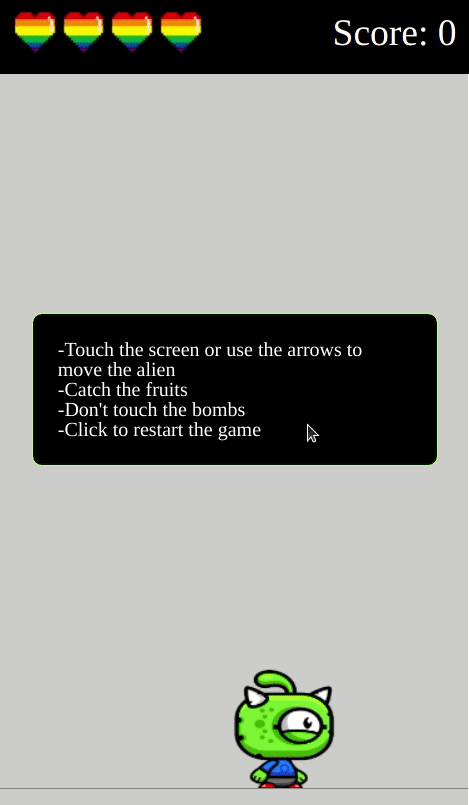 Score: 0
-Touch the screen or use the arrows to
move the alien
-Catch the fruits
-Don't touch the bombs
-Click to restart the game